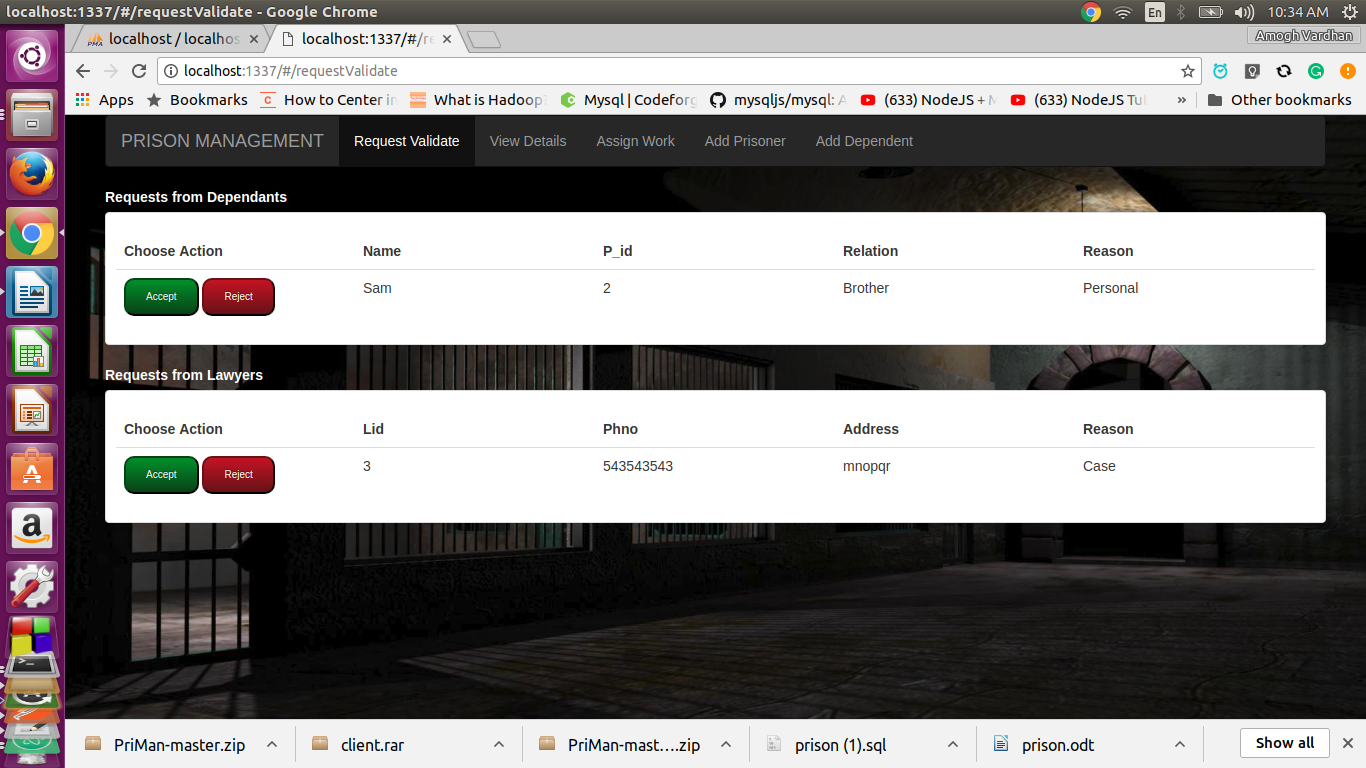 localhost:1337/#/requestValidate - Google Chrome
En
10:34 AM
localhost / localhos
localhost:1337/#/re
Amogh Vardhan
localhost:1337/#/requestValidate
Apps Bookmarks How to Center in What is Hadoop? Mysql | Codeforg mysqljs/mysql: A (633) NodeJS + M (633) NodeJS Tut » Other bookmarks
PRISON MANAGEMENT Request Validate View Details Assign Work Add Prisoner Add Dependent
Requests from Dependants
Choose Action Name P_id Relation Reason
Accept Reject Sam 2 Brother Personal
Requests from Lawyers
Choose Action Lid Phno Address Reason
Accept Reject 3 543543543 mnopqr Case
PriMan-master.zip client.rar PriMan-mast....zip prison (1).sql prison.odt Show all